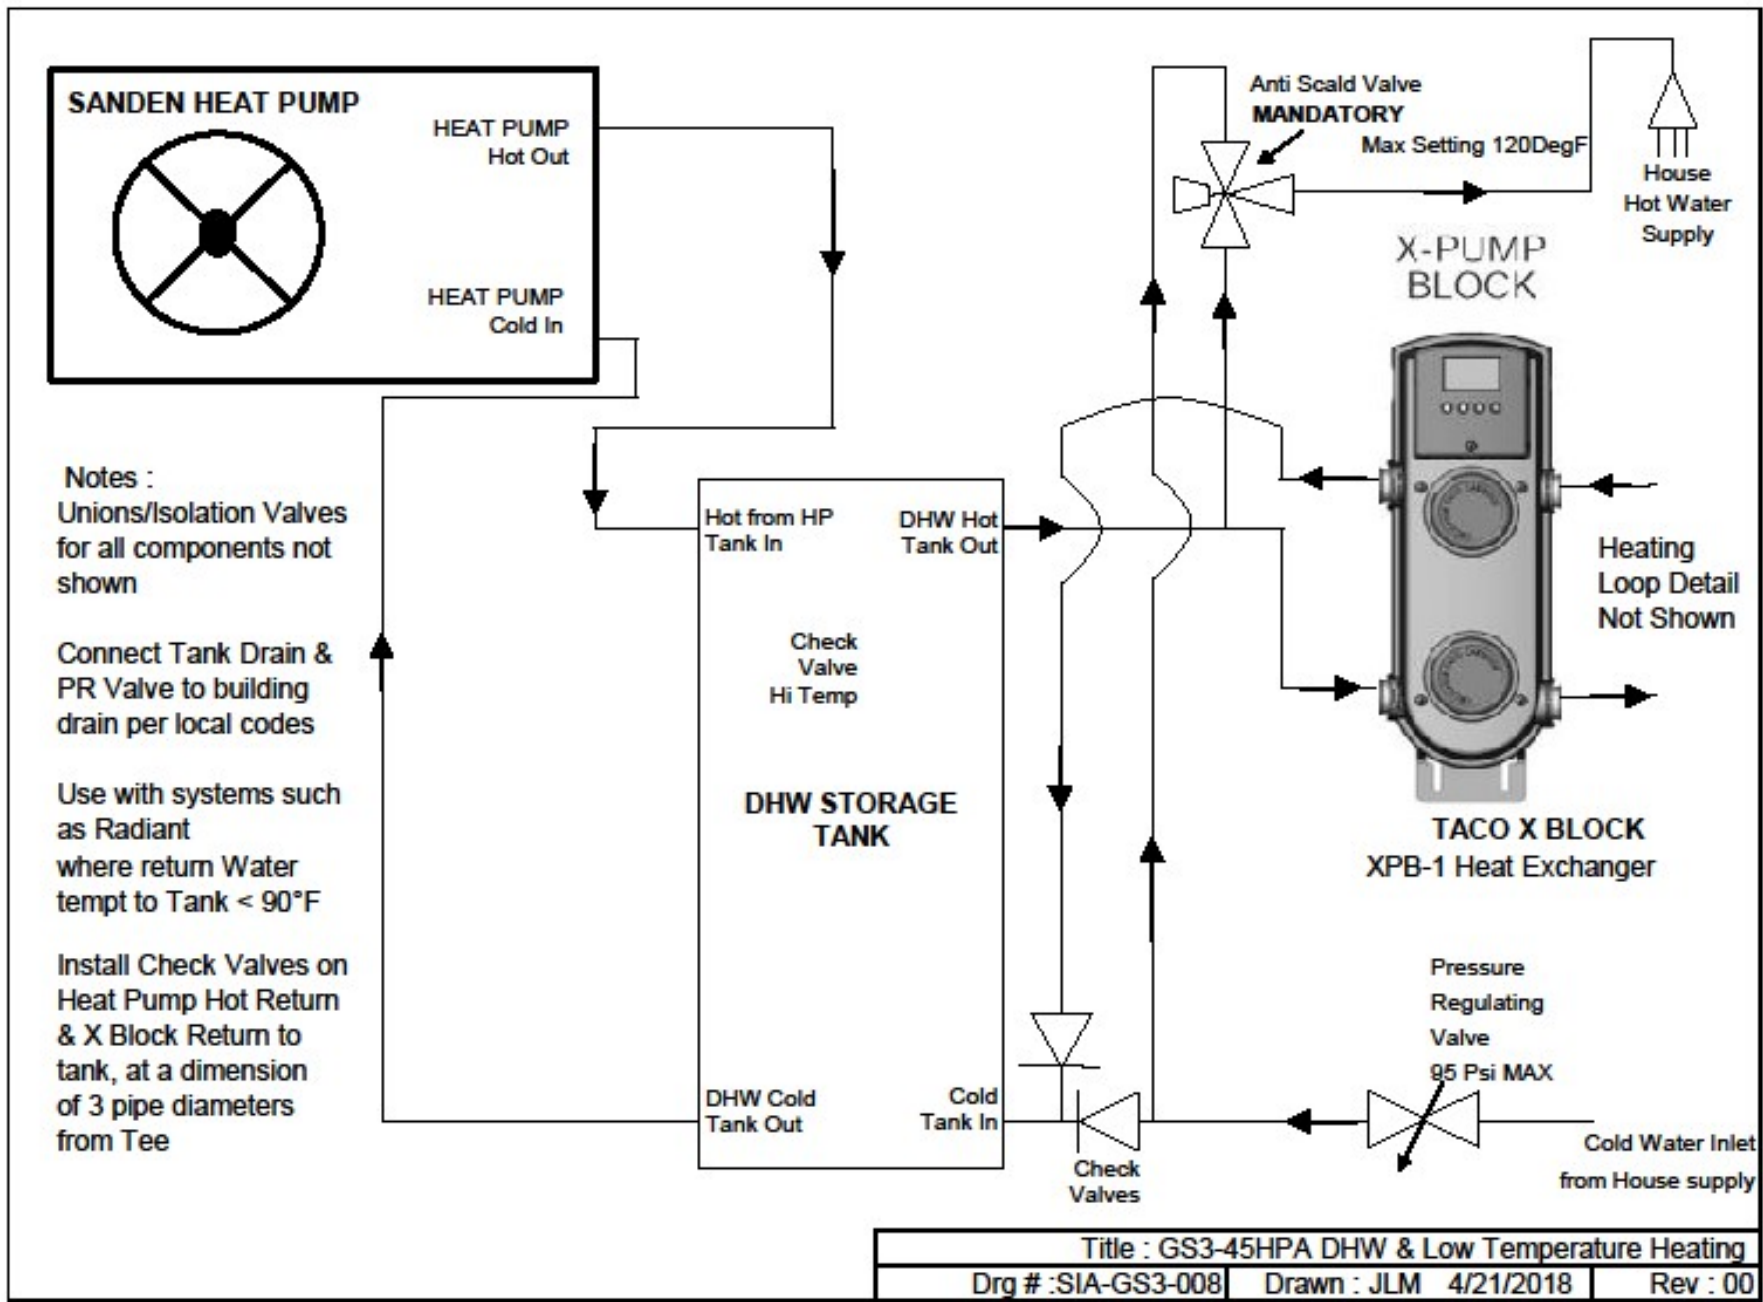 SANDEN HEAT PUMP
HEAT PUMP
Hot Out
HEAT PUMP
Cold In
Anti Scald Valve
MANDATORY
Max Setting 120DegF
House
Hot Water
Supply
X-PUMP
BLOCK
Notes :
Unions/Isolation Valves
for all components not
shown
Connect Tank Drain &
PR Valve to building
drain per local codes
Use with systems such
as Radiant
where return Water
tempt to Tank < 90°F
Install Check Valves on
Heat Pump Hot Return
& X Block Return to
tank, at a dimension
of 3 pipe diameters
from Tee
Hot from HP
Tank In
DHW Hot
Tank Out
Check
Valve
Hi Temp
DHW STORAGE
TANK
DHW Cold
Tank Out
Cold
Tank In
Heating
Loop Detail
Not Shown
TACO X BLOCK
XPB-1 Heat Exchanger
Pressure
Regulating
Valve
95 Psi MAX
Check
Valves
Cold Water Inlet
from House supply
Title : GS3-45HPA DHW & Low Temperature Heating
Drg # :SIA-GS3-008 Drawn : JLM 4/21/2018 Rev : 00